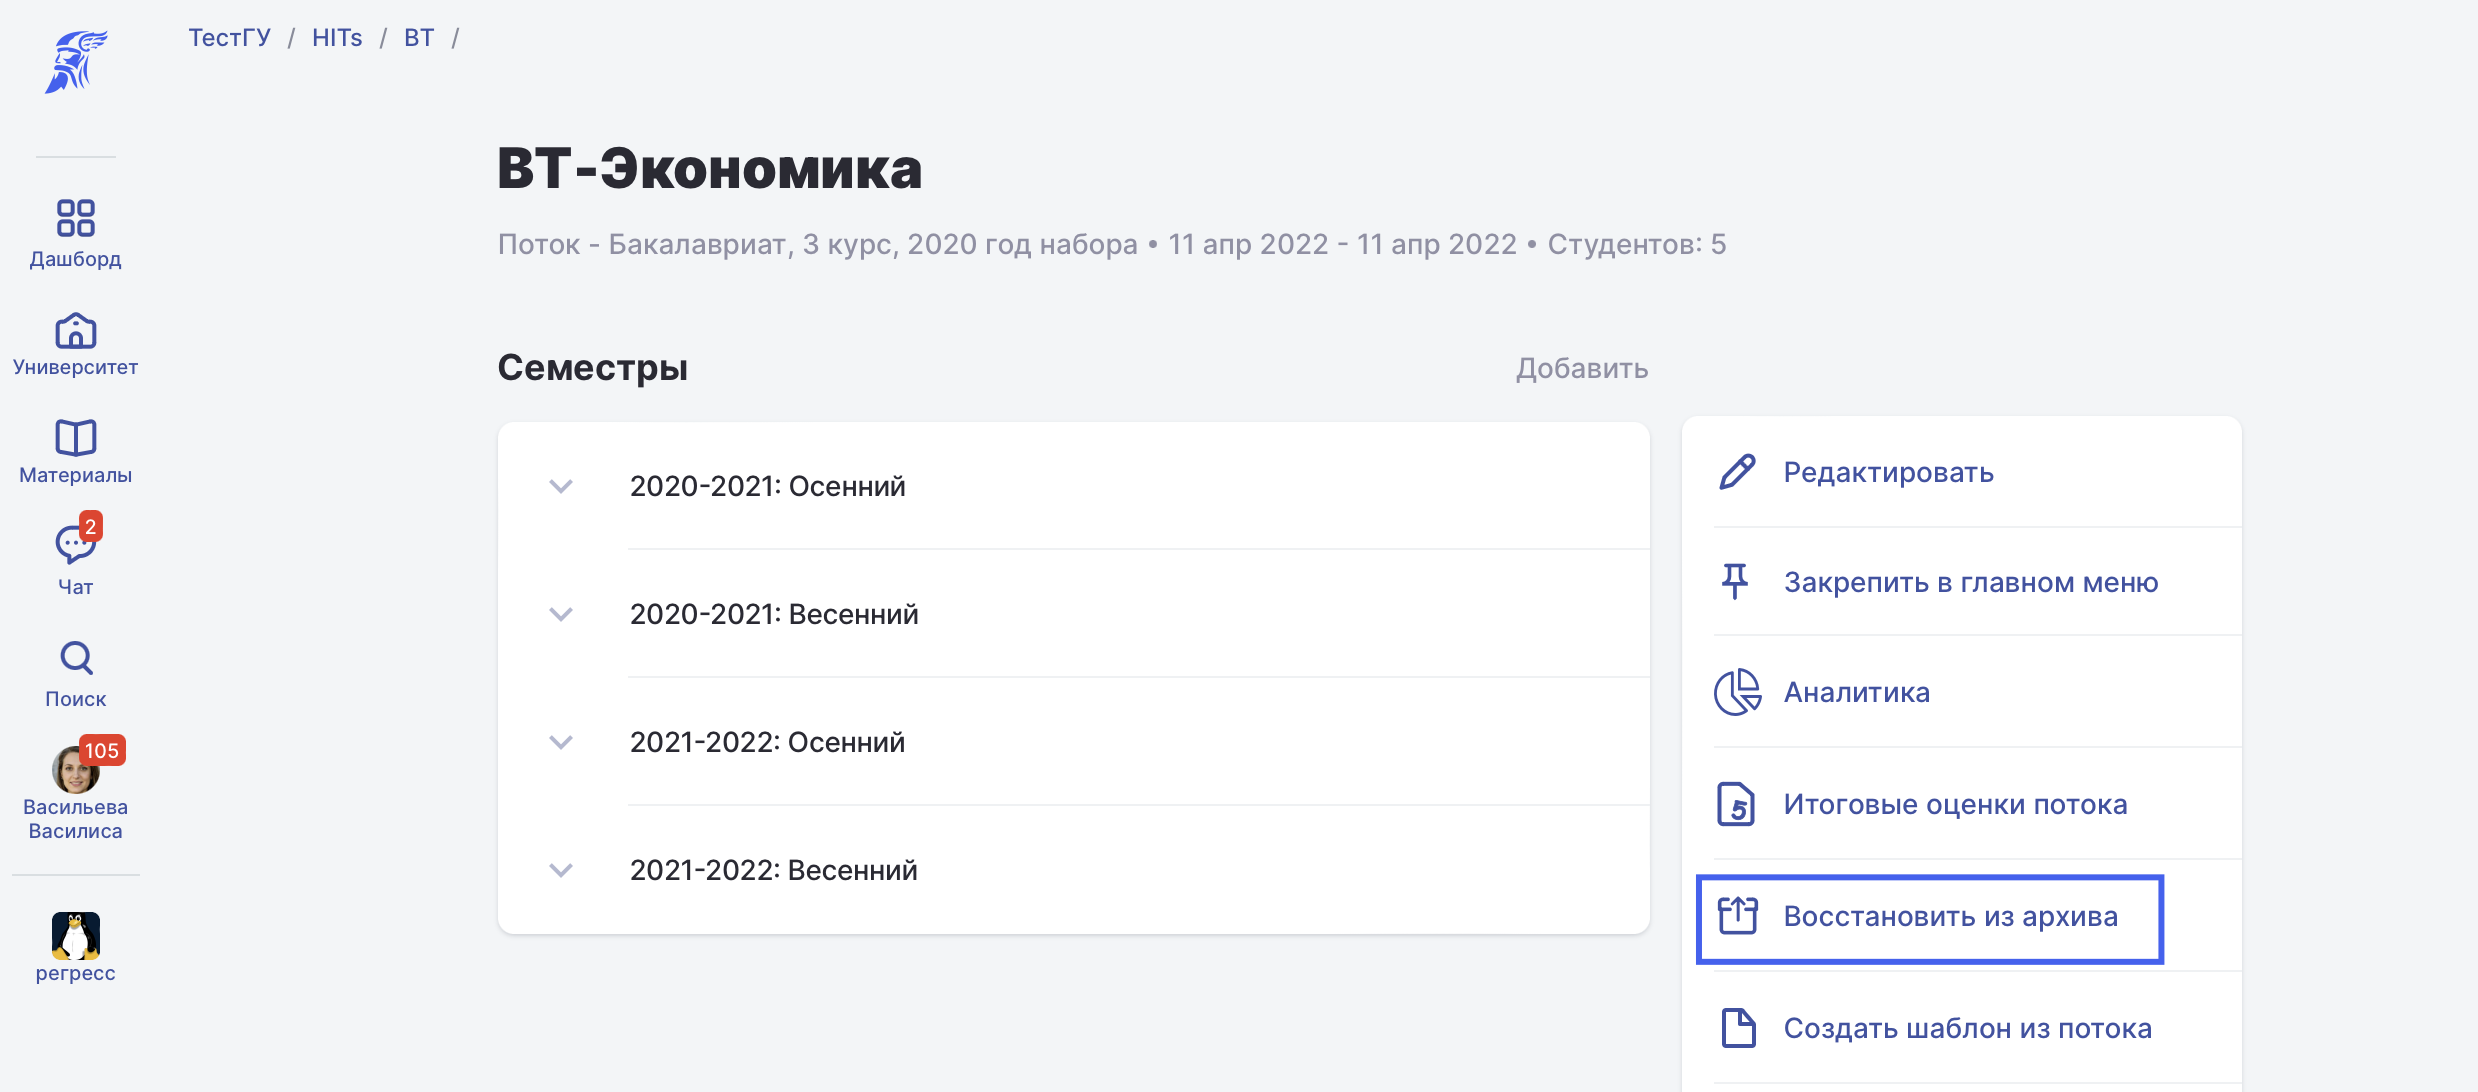 ТестГУ / HITs / ВТ /
Дашборд
Университет
Материалы
2
Чат
Поиск
105
Васильева
Василиса
регресс
ВТ-Экономика
Поток - Бакалавриат, 3 курс, 2020 год набора • 11 апр 2022 - 11 апр 2022 • Студентов: 5
Семестры
Добавить
2020-2021: Осенний
2020-2021: Весенний
2021-2022: Осенний
2021-2022: Весенний
Редактировать
Закрепить в главном меню
Аналитика
5
Итоговые оценки потока
Восстановить из архива
Создать шаблон из потока